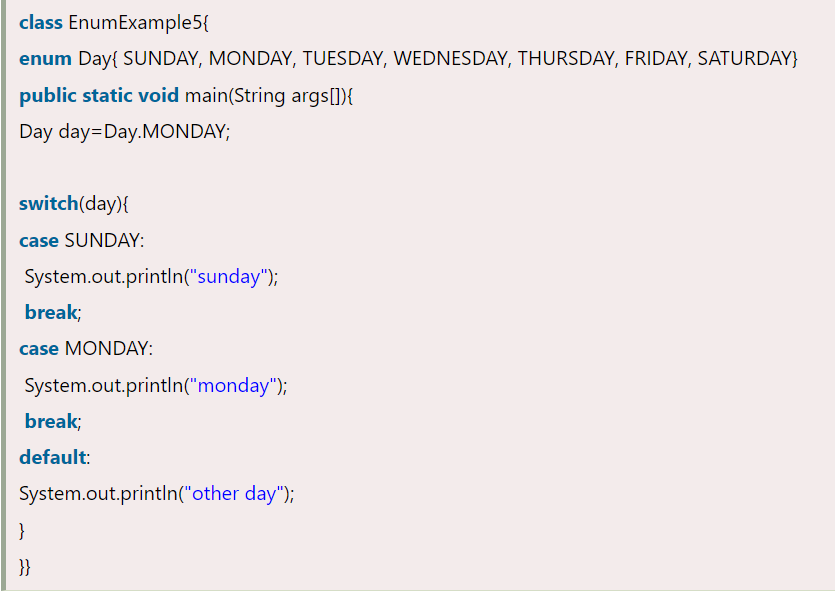 class EnumExample5{
enum Day{ SUNDAY, MONDAY, TUESDAY, WEDNESDAY, THURSDAY, FRIDAY, SATURDAY}
public static void main(String args[]){
Day day=Day.MONDAY;
switch(day){
case SUNDAY:
System.out.println("sunday");
break;
case MONDAY:
System.out.println("monday");
break;
default:
System.out.println("other day");
}
}}